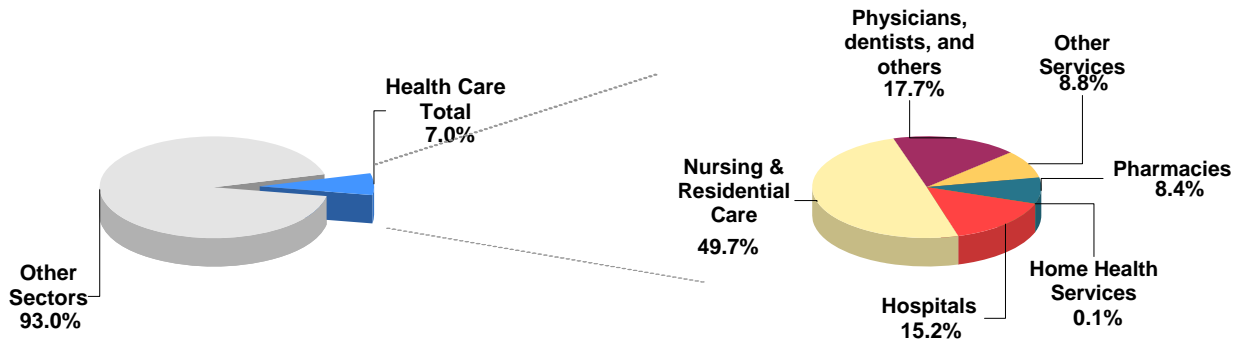 Health Care
Total
7.0%
Other
Sectors
93.0%
Physicians,
dentists, and
others
17.7%
Other
Services
8.8%
Pharmacies
8.4%
Home Health
Services
0.1%
Hospitals
15.2%
Nursing &
Residential
Care
49.7%